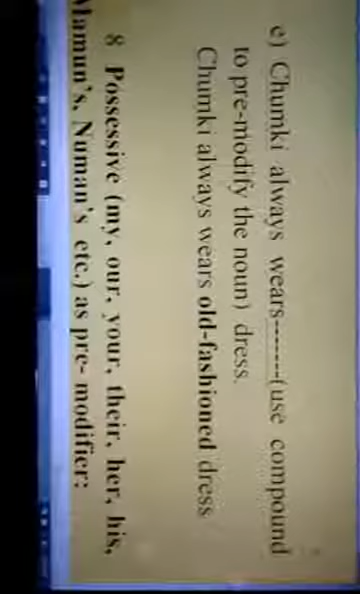 e) Chumki always wears-------(use compound
to pre-modify the noun) dress.
Chumki always wears old-fashioned dress.
8 Possessive (my, our, your, their, her, his,
Mamun's, Numan's etc.) as pre- modifier: